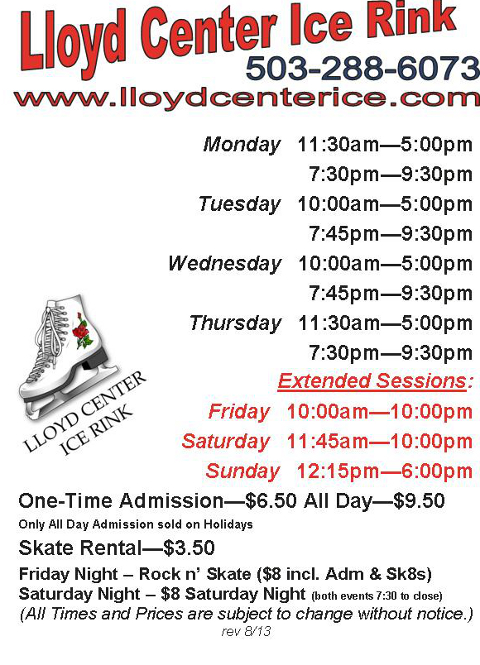 Lloyd Center Ice Rink
503-288-6073
www.lloydcenterice.com
Monday 11:30am—5:00pm
7:30pm—9:30pm
Tuesday 10:00am—5:00pm
7:45pm—9:30pm
Wednesday 10:00am—5:00pm
7:45pm—9:30pm
Thursday 11:30am—5:00pm
7:30pm—9:30pm
Extended Sessions:
Friday 10:00am—10:00pm
Saturday 11:45am—10:00pm
Sunday 12:15pm—6:00pm
LLOYD CENTER
ICE RINK
One-Time Admission—$6.50 All Day—$9.50
Only All Day Admission sold on Holidays
Skate Rental—$3.50
Friday Night – Rock n’ Skate ($8 incl. Adm & Sk8s)
Saturday Night – $8 Saturday Night (both events 7:30 to close)
(All Times and Prices are subject to change without notice.)
rev 8/13